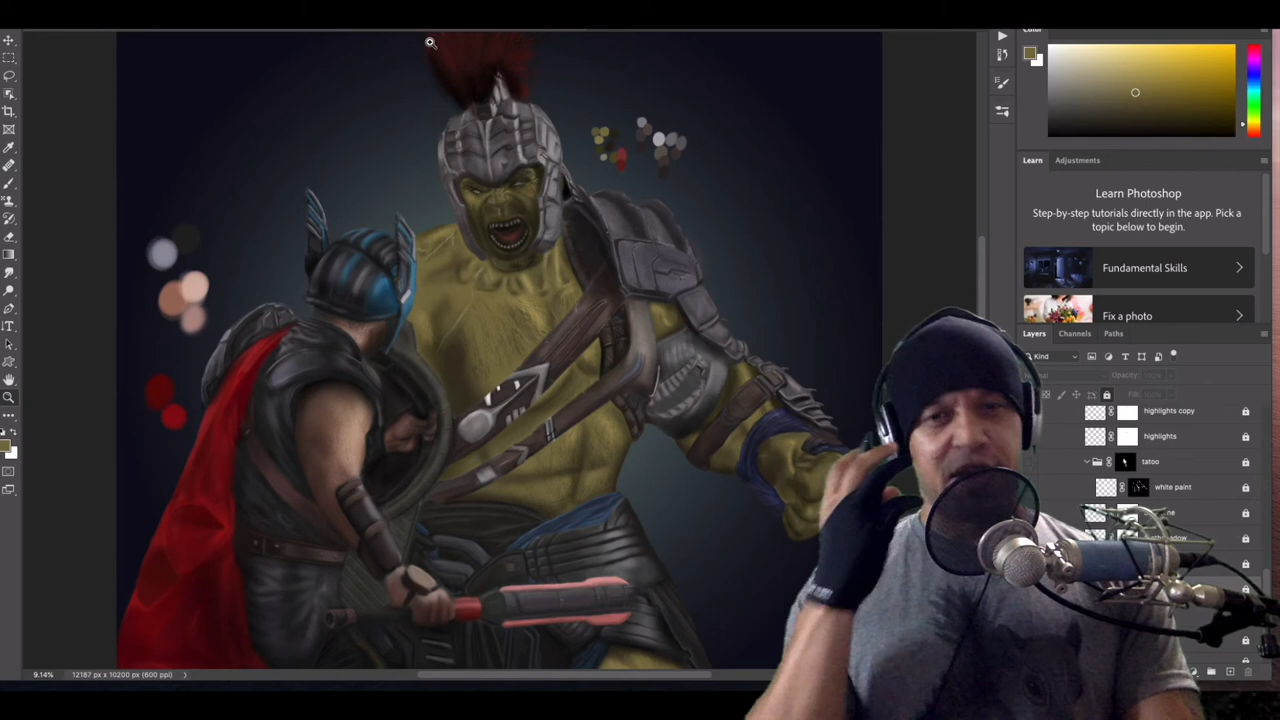 Color
Learn Adjustments
Learn Photoshop
Step-by-step tutorials directly in the app. Pick a
topic below to begin.
Fundamental Skills
Fix a photo
Layers Channels Paths
Kind
Opacity:
highlights copy
highlights
tatoo
white paint
9.14% 12187 px x 10200 px (600 ppi)